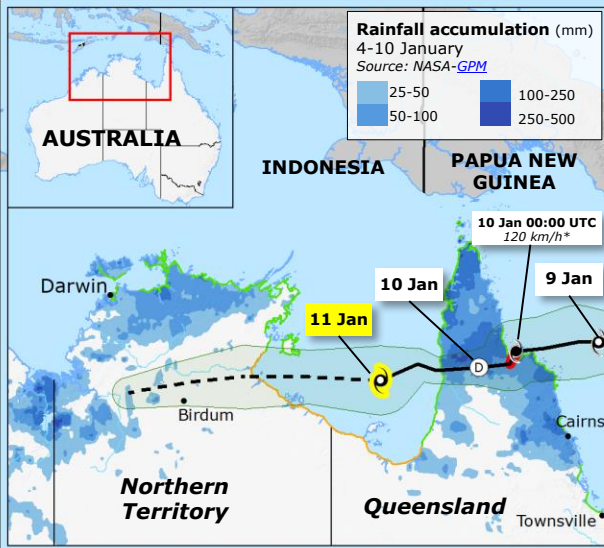 Rainfall accumulation (mm)
4-10 January
Source: NASA-GPM
25-50
100-250
50-100
250-500
AUSTRALIA
INDONESIA
PAPUA NEW
GUINEA
10 Jan 00:00 UTC
120 km/h*
9 Jan
10 Jan
Darwin
11 Jan
D
Birdum
Cairns
Northern
Territory
Queensland
Townsville